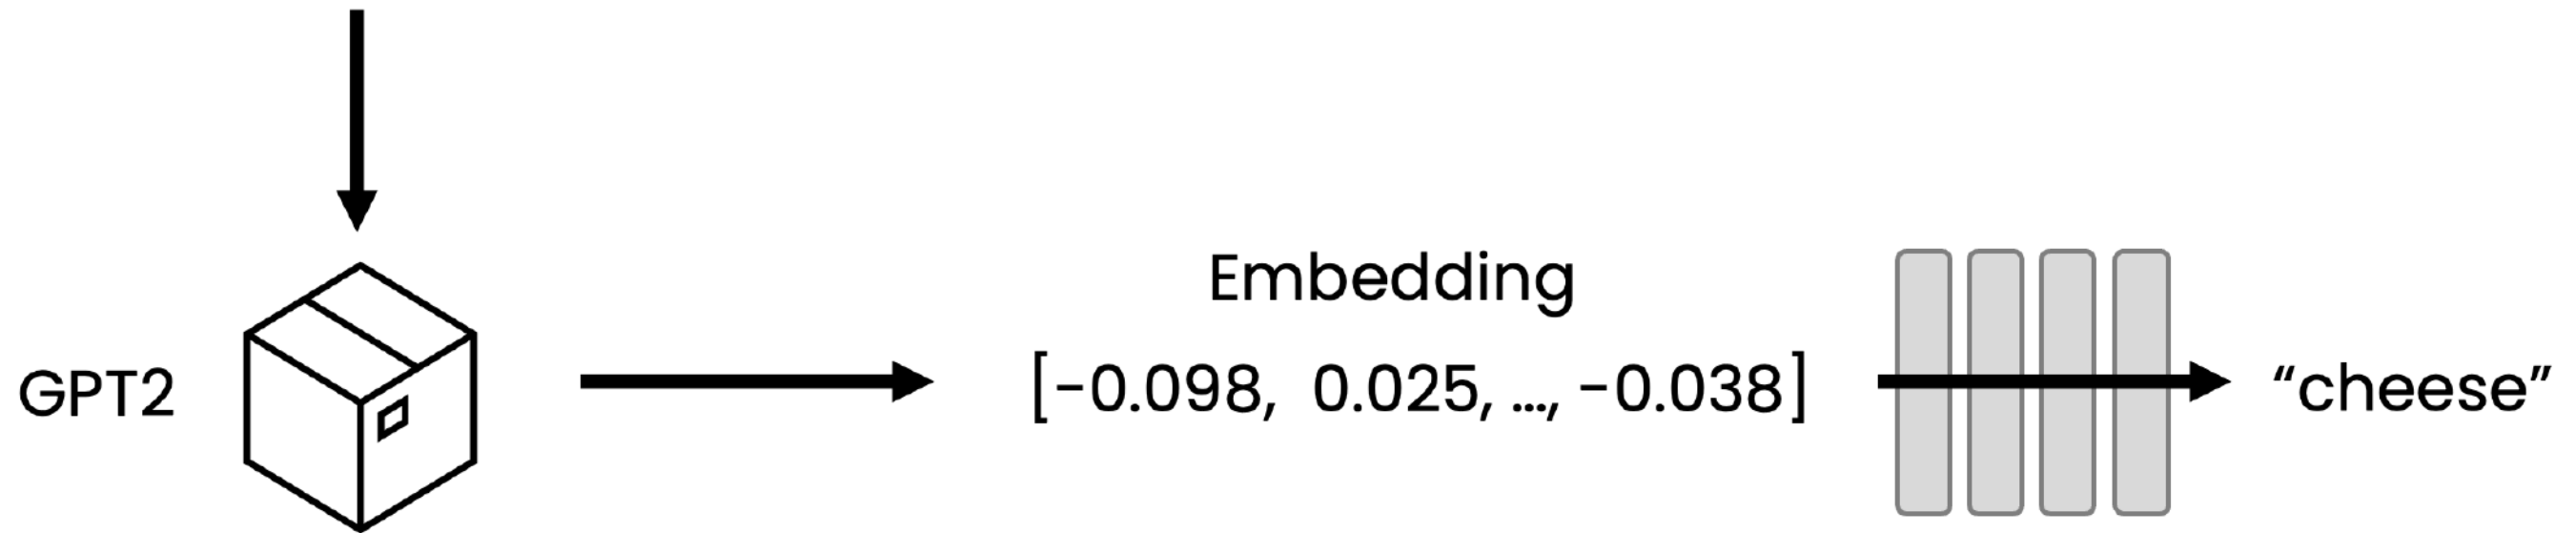 GPT2
Embedding
[-0.098, 0.025, ..., -0.038]
“cheese”